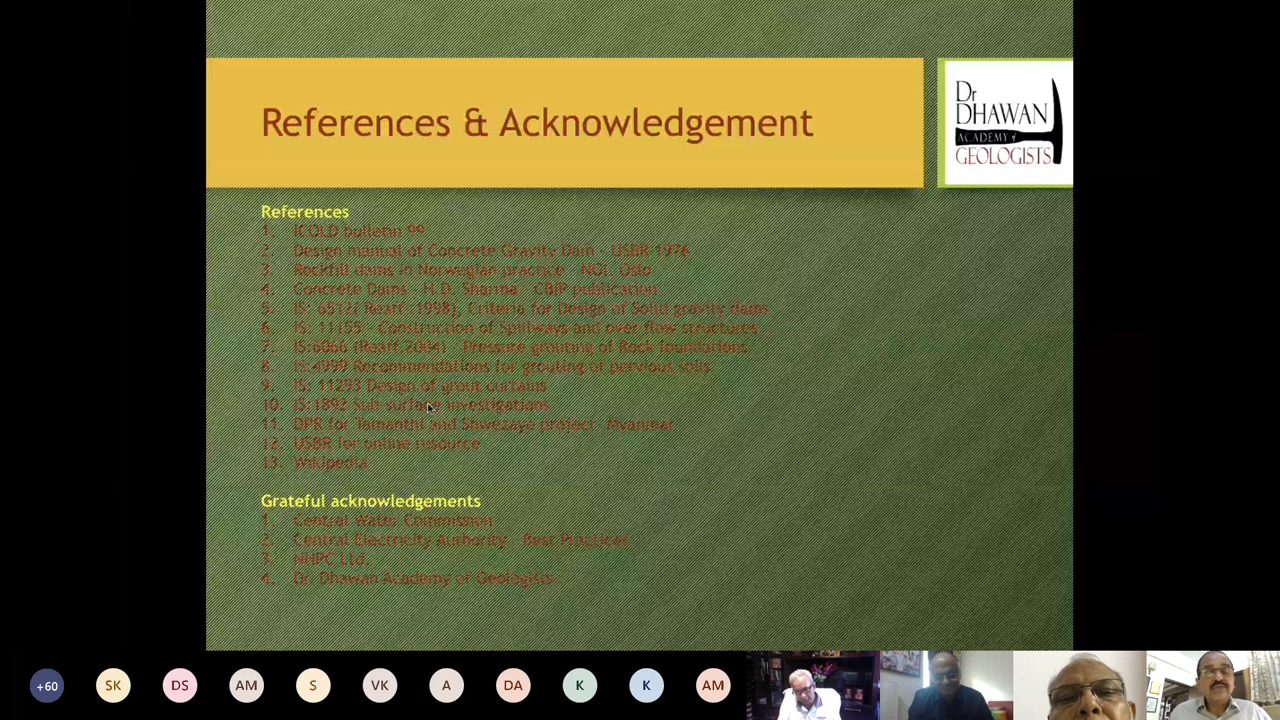 References & Acknowledgement
Dr
DHAWAN
ACADEMY of
GEOLOGISTS
References
1. ICOLD bulletin 99
2. Design manual of Concrete Gravity Dam - USBR 1976
3. Rockfill dams in Norwegian practice - NGI, Oslo
4. Concrete Dams - H.D. Sharma - CBIP publication
5. IS: 6512( Reaff.:1998), Criteria for Design of Solid gravity dams
6. IS. 11155 - Construction of Spillways and over flow structures
7. IS:6066 (Reaff.2004) - Pressure grouting of Rock foundations
8. IS:4999 Recommendations for grouting of pervious soils
9. IS: 11293 Design of grout curtains
10. IS:1892 Sub surface investigations
11. DPR for Tamanthi and Shwezaye project Myanmar
12. USBR for online resource
13. Wikipedia
Grateful acknowledgements
1. Central Water Commission
2. Central Electricity Authority - Best Practices
3. NHPC Ltd.
4. Dr. Dhawan Academy of Geologists
+60 SK DS AM S VK A DA K K AM